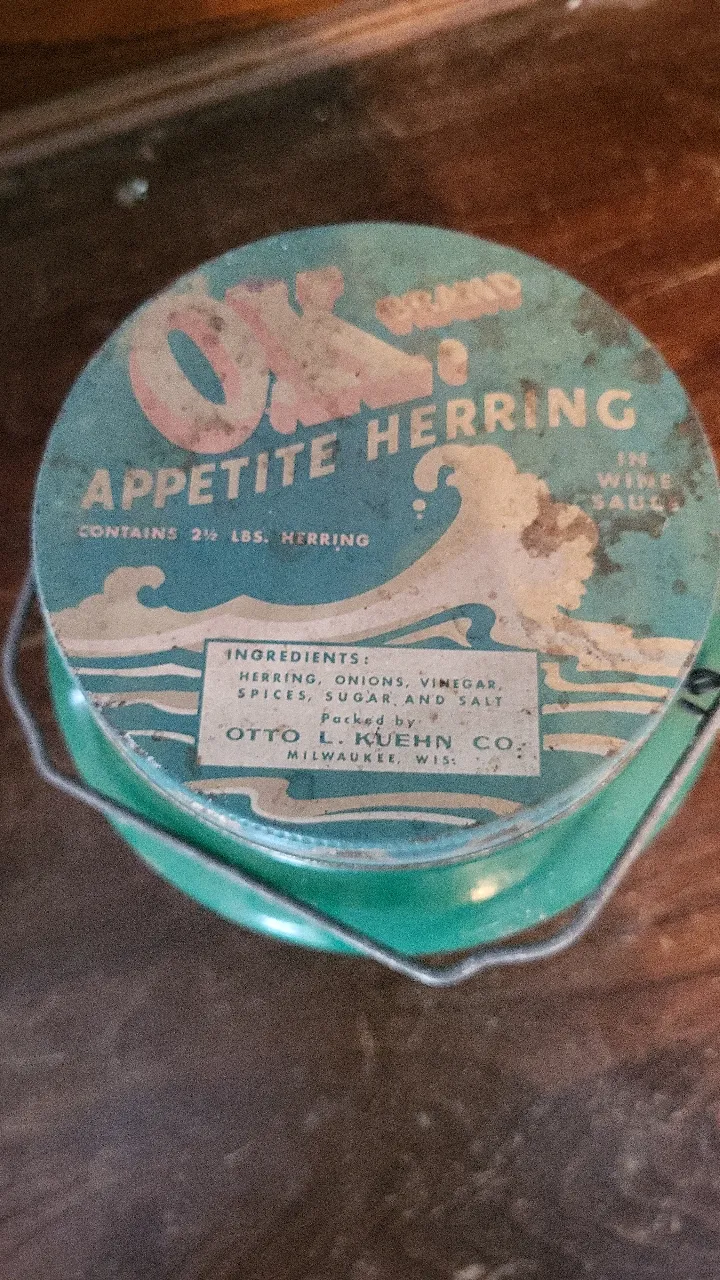 OK. BRAND
APPETITE HERRING
IN
WINE
SAUCE
CONTAINS 2½ LBS. HERRING
INGREDIENTS:
HERRING, ONIONS, VINEGAR,
SPICES, SUGAR AND SALT
Packed by
OTTO L. KUEHN CO.
MILWAUKEE, WIS.